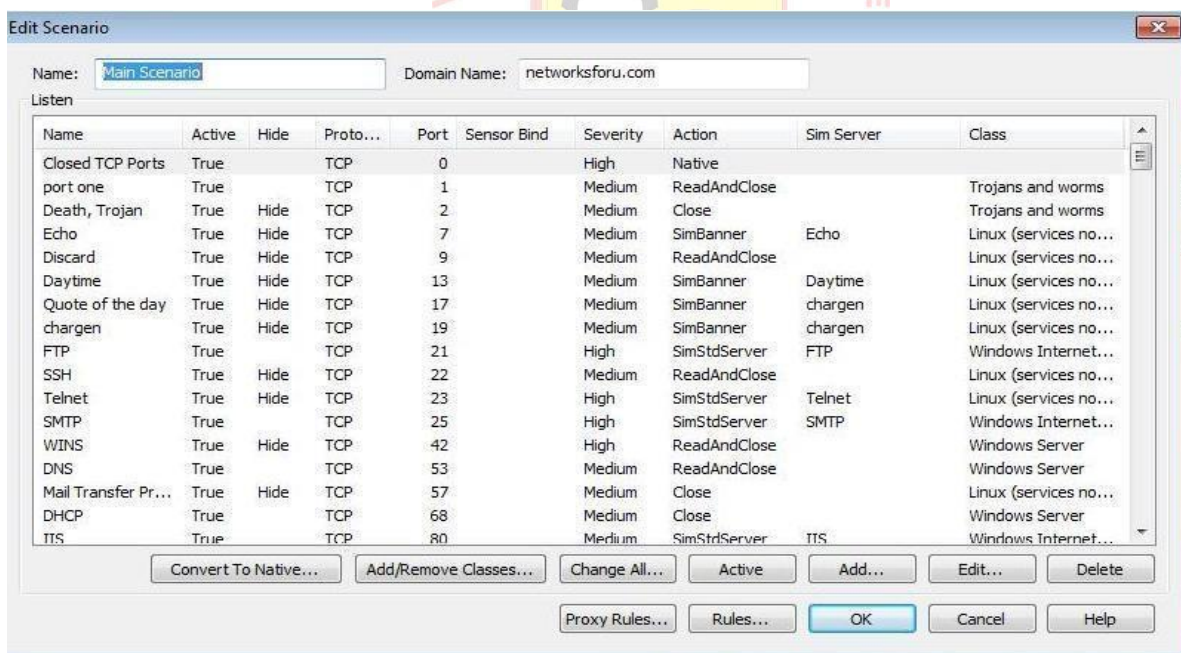 Edit Scenario
Name: Main Scenario Domain Name: networksforu.com
Listen
Name Active Hide Proto... Port Sensor Bind Severity Action Sim Server Class
Closed TCP Ports True TCP 0 High Native
port one True TCP 1 Medium ReadAndClose Trojans and worms
Death, Trojan True Hide TCP 2 Medium Close Trojans and worms
Echo True Hide TCP 7 Medium SimBanner Echo Linux (services no...
Discard True Hide TCP 9 Medium ReadAndClose Linux (services no...
Daytime True Hide TCP 13 Medium SimBanner Daytime Linux (services no...
Quote of the day True Hide TCP 17 Medium SimBanner chargen Linux (services no...
chargen True Hide TCP 19 Medium SimBanner chargen Linux (services no...
FTP True TCP 21 High SimStdServer FTP Windows Internet...
SSH True Hide TCP 22 Medium ReadAndClose Linux (services no...
Telnet True Hide TCP 23 High SimStdServer Telnet Linux (services no...
SMTP True TCP 25 High SimStdServer SMTP Windows Internet...
WINS True Hide TCP 42 High ReadAndClose Windows Server
DNS True TCP 53 Medium ReadAndClose Windows Server
Mail Transfer Pr... True Hide TCP 57 Medium Close Linux (services no...
DHCP True TCP 68 Medium Close Windows Server
IIS True TCP 80 Medium SimStdServer IIS Windows Internet...
Convert To Native... Add/Remove Classes... Change All... Active Add... Edit... Delete
Proxy Rules... Rules... OK Cancel Help